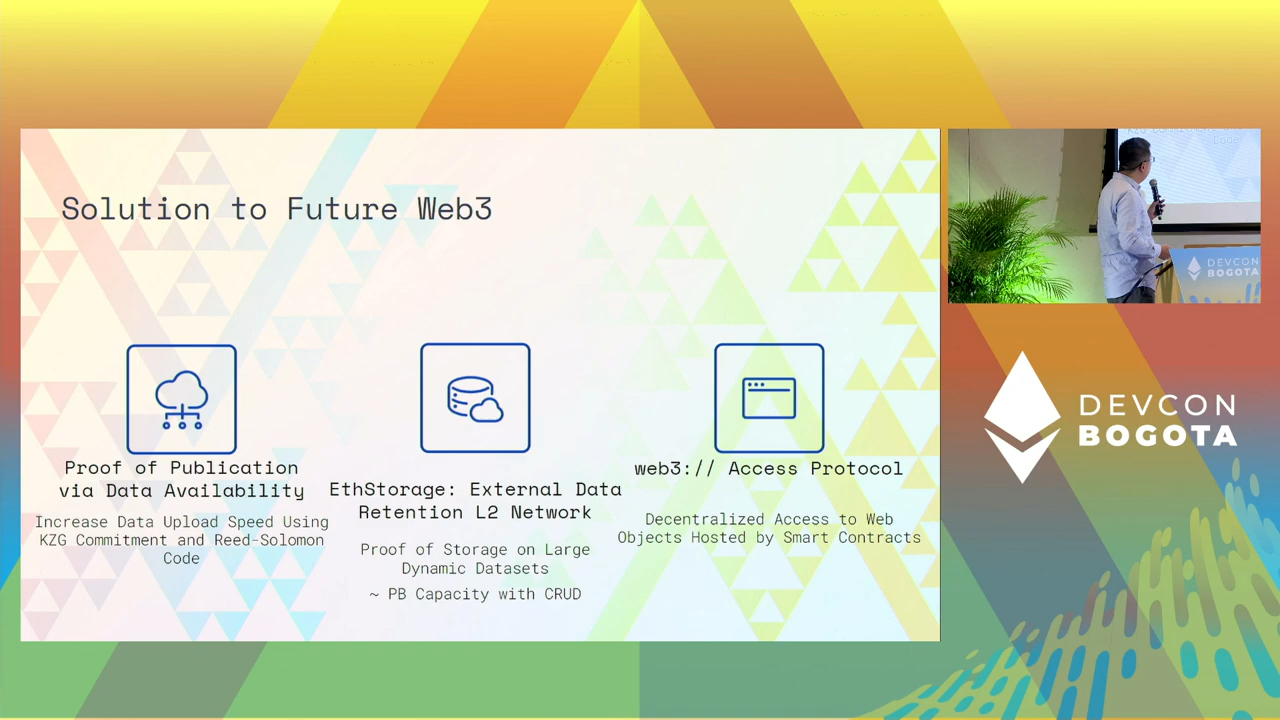 Solution to Future Web3
Proof of Publication
via Data Availability
Increase Data Upload Speed Using
KZG Commitment and Reed-Solomon
Code
EthStorage: External Data
Retention L2 Network
Proof of Storage on Large
Dynamic Datasets
~ PB Capacity with CRUD
web3:// Access Protocol
Decentralized Access to Web
Objects Hosted by Smart Contracts
Code
DEVCON
BOGOTA
DEVCON
BOGOTA